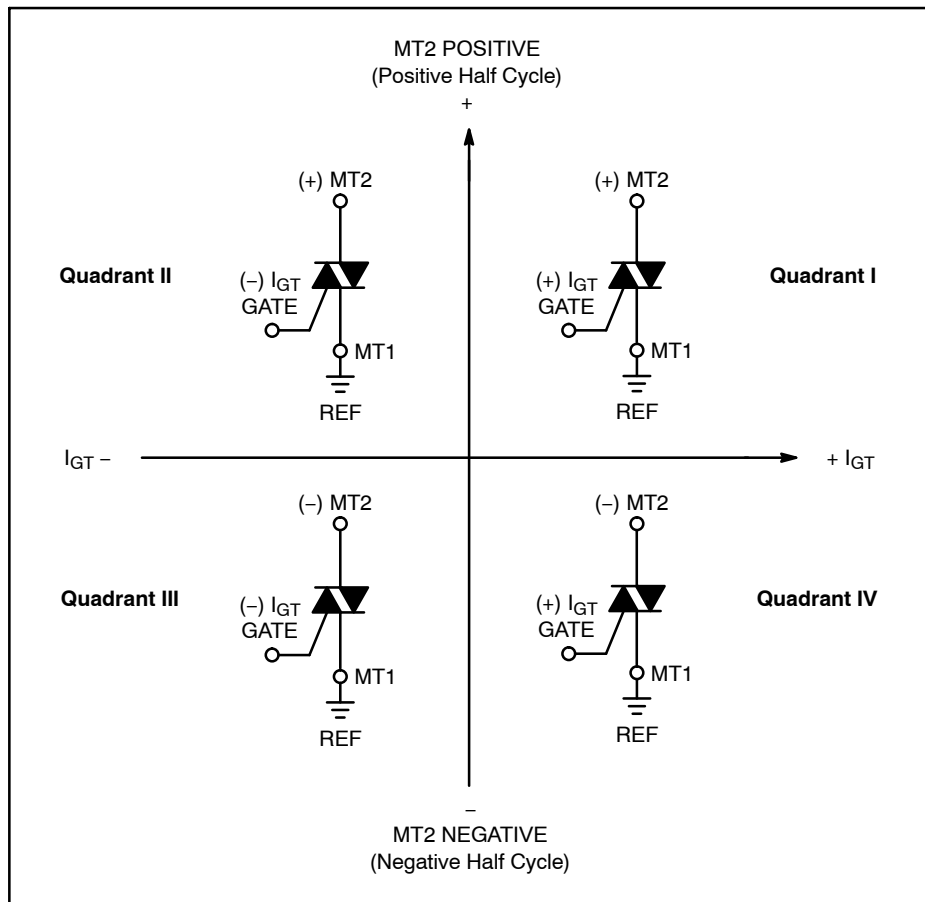 MT2 POSITIVE
(Positive Half Cycle)
+
(+) MT2
(+) MT2
Quadrant II
(−) IGT
GATE
(+) IGT
GATE
Quadrant I
MT1
MT1
REF
REF
IGT −
+ IGT
(−) MT2
(−) MT2
Quadrant III
(−) IGT
GATE
(+) IGT
GATE
Quadrant IV
MT1
MT1
REF
REF
−
MT2 NEGATIVE
(Negative Half Cycle)